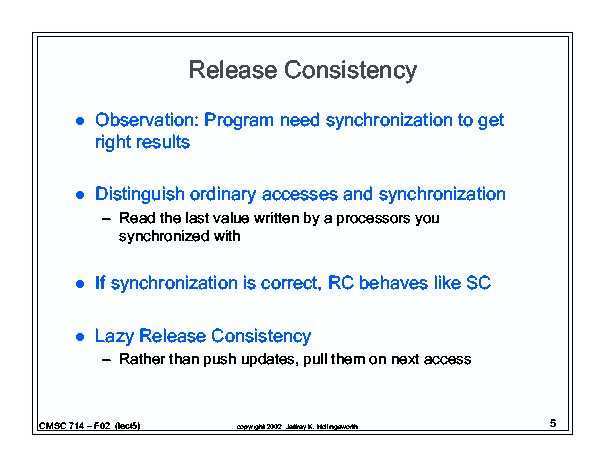 Release Consistency
● Observation: Program need synchronization to get
right results
● Distinguish ordinary accesses and synchronization
– Read the last value written by a processors you
synchronized with
● If synchronization is correct, RC behaves like SC
● Lazy Release Consistency
– Rather than push updates, pull them on next access
CMSC 714 – F02 (lect5)
copyright 2002 Jeffrey K. Hollingsworth
5